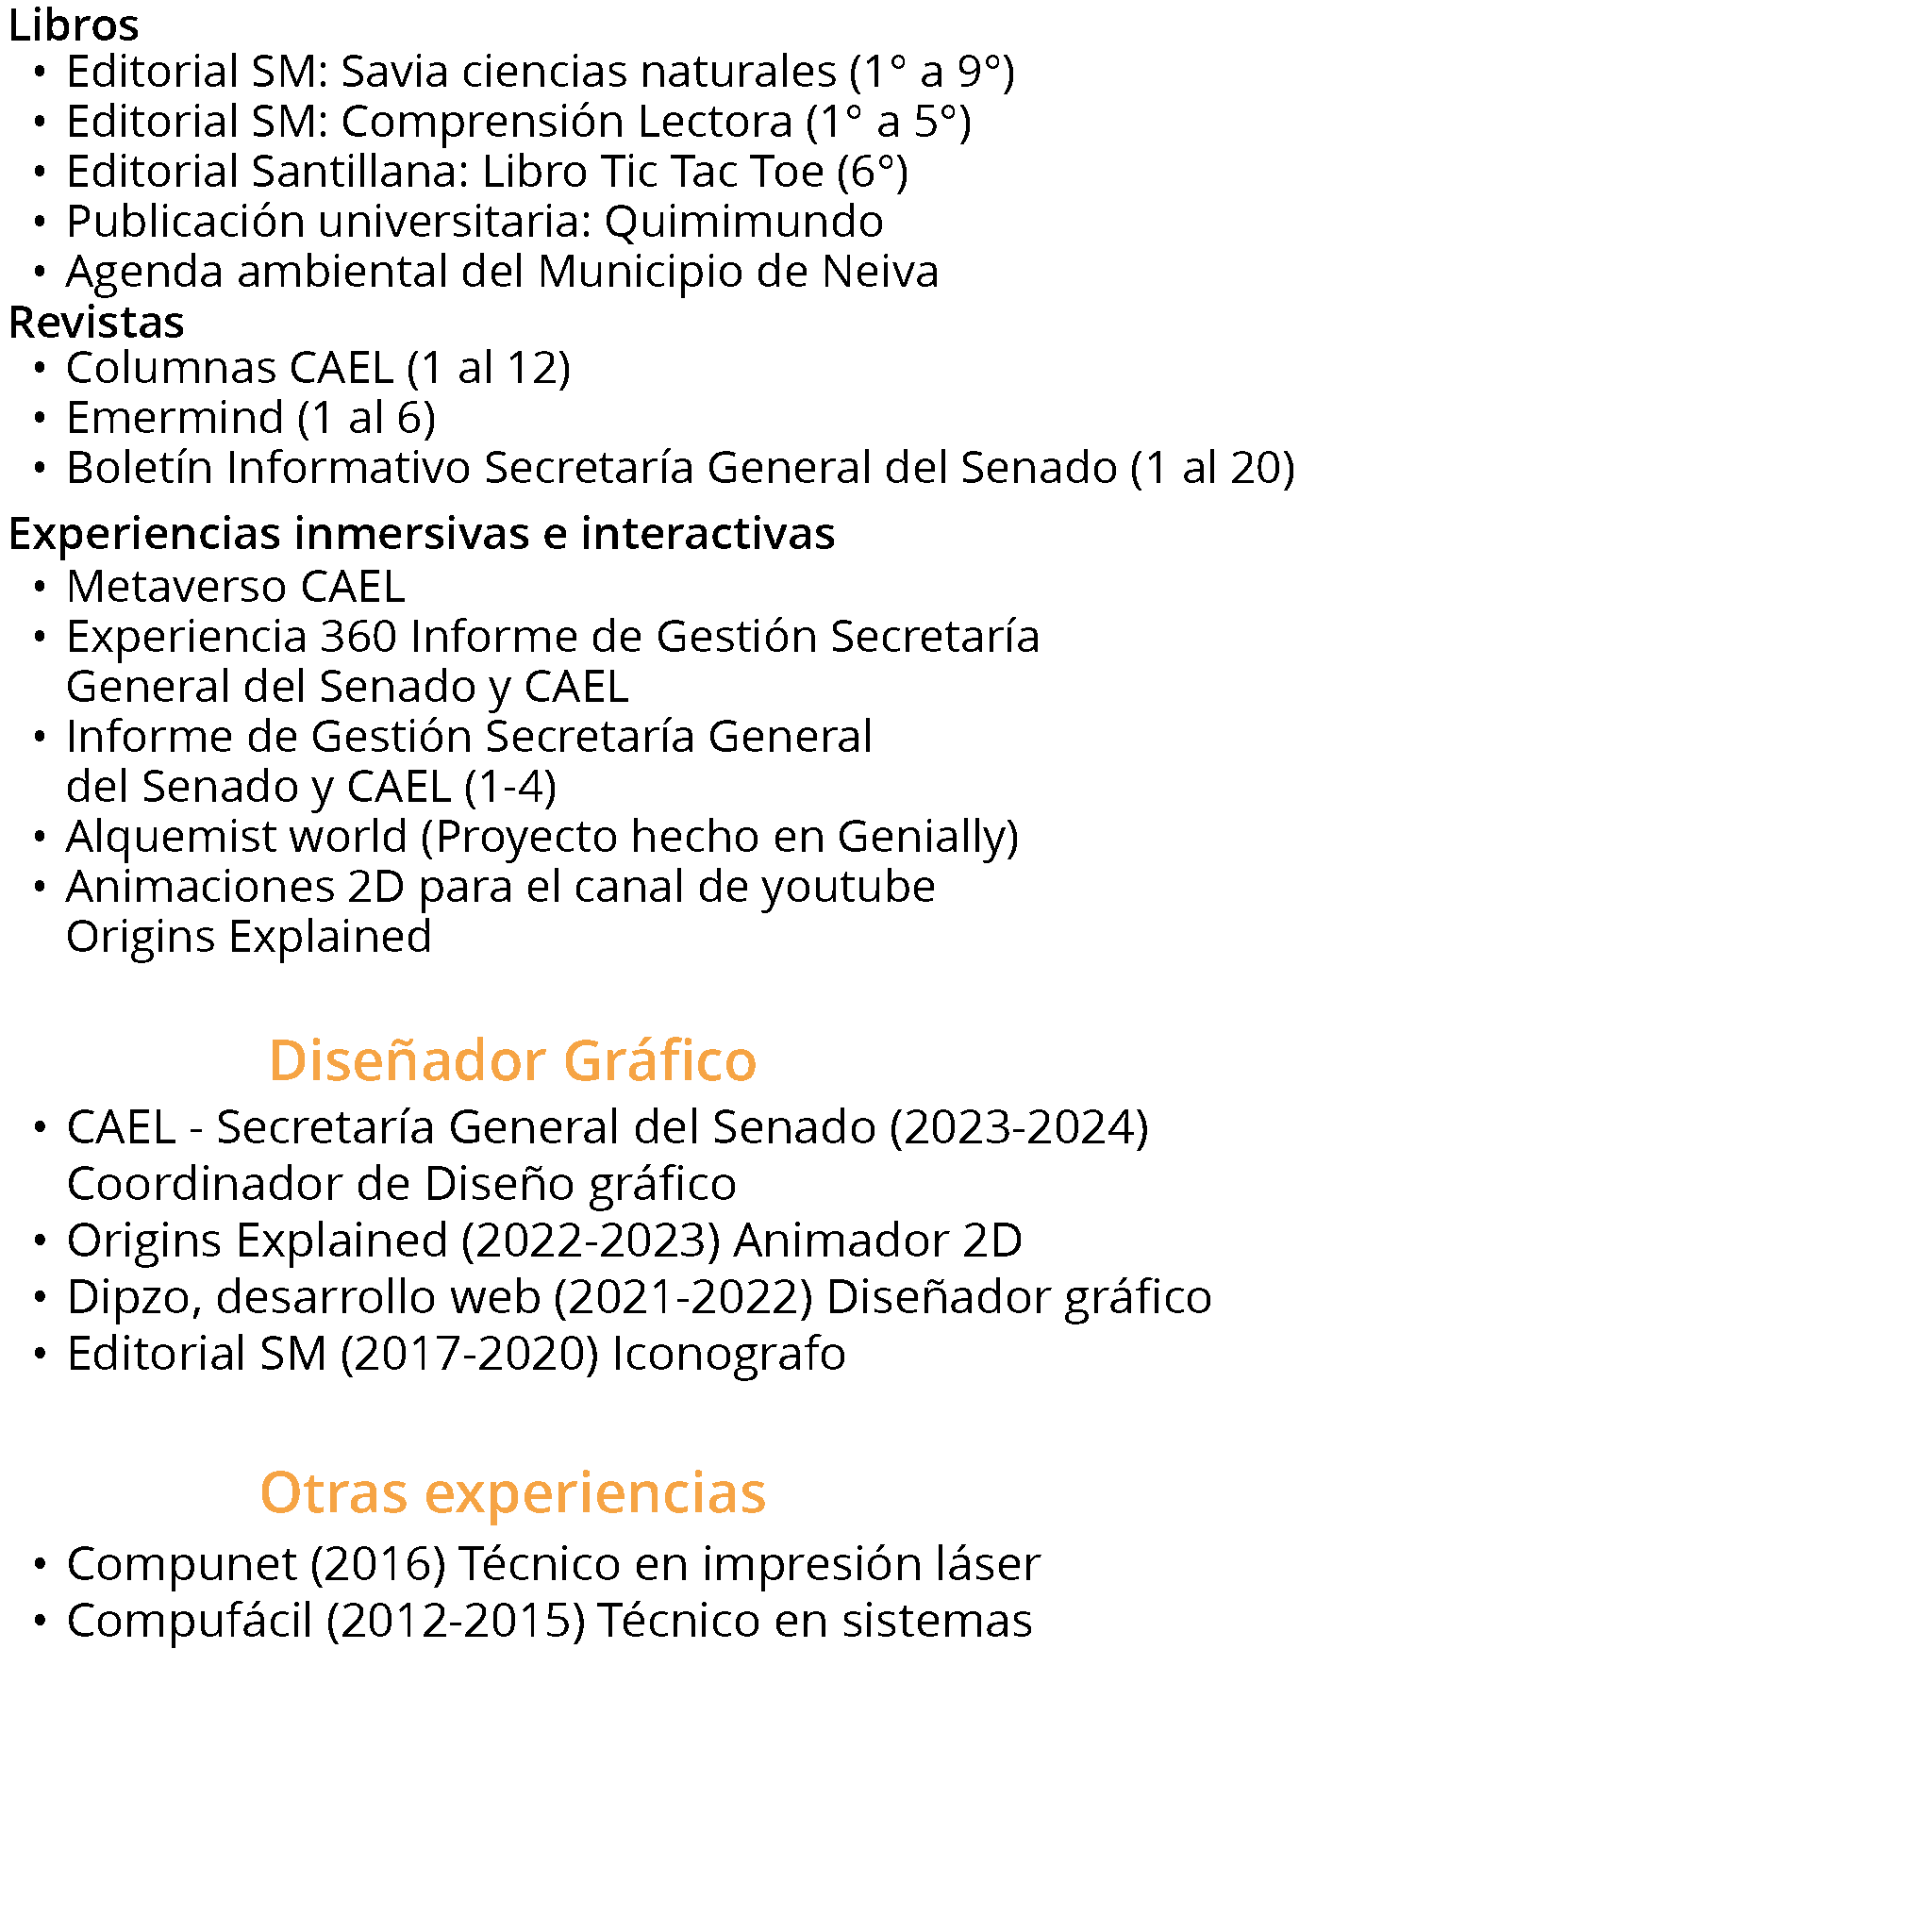 Libros
• Editorial SM: Savia ciencias naturales (1° a 9°)
• Editorial SM: Comprensión Lectora (1° a 5°)
• Editorial Santillana: Libro Tic Tac Toe (6°)
• Publicación universitaria: Quimimundo
• Agenda ambiental del Municipio de Neiva
Revistas
• Columnas CAEL (1 al 12)
• Emermind (1 al 6)
• Boletín Informativo Secretaría General del Senado (1 al 20)
Experiencias inmersivas e interactivas
• Metaverso CAEL
• Experiencia 360 Informe de Gestión Secretaría
General del Senado y CAEL
• Informe de Gestión Secretaría General
del Senado y CAEL (1-4)
• Alquemist world (Proyecto hecho en Genially)
• Animaciones 2D para el canal de youtube
Origins Explained
Diseñador Gráfico
• CAEL - Secretaría General del Senado (2023-2024)
Coordinador de Diseño gráfico
• Origins Explained (2022-2023) Animador 2D
• Dipzo, desarrollo web (2021-2022) Diseñador gráfico
• Editorial SM (2017-2020) Iconografo
Otras experiencias
• Compunet (2016) Técnico en impresión láser
• Compufácil (2012-2015) Técnico en sistemas